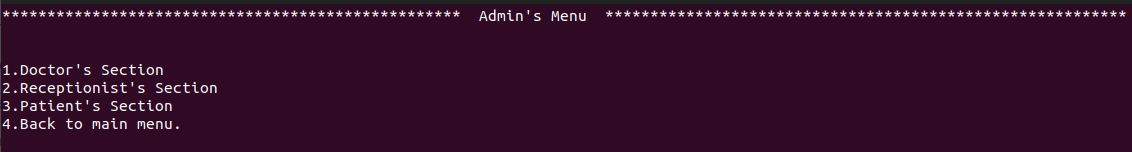 *************************************************** Admin's Menu **********************************************************
1.Doctor's Section
2.Receptionist's Section
3.Patient's Section
4.Back to main menu.